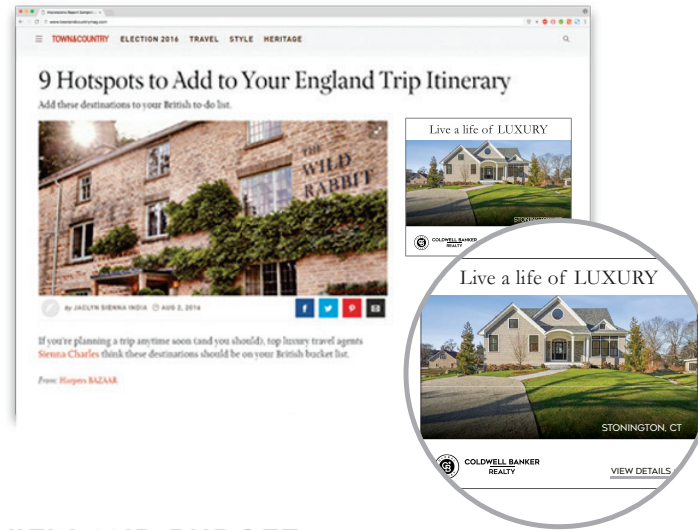 www.townandcountrymag.com
TOWN&COUNTRY ELECTION 2016 TRAVEL STYLE HERITAGE
9 Hotspots to Add to Your England Trip Itinerary
Add these destinations to your British to-do list.
THE
WILD
RABBIT
by JACLYN SIENNA INDIA AUG 2, 2016
If you're planning a trip anytime soon (and you should), top luxury travel agents
Sienna Charles think these destinations should be on your British bucket list.
From: Harpers BAZAAR
Live a life of LUXURY
COLDWELL BANKER
REALTY
Live a life of LUXURY
STONINGTON, CT
COLDWELL BANKER
REALTY
VIEW DETAILS